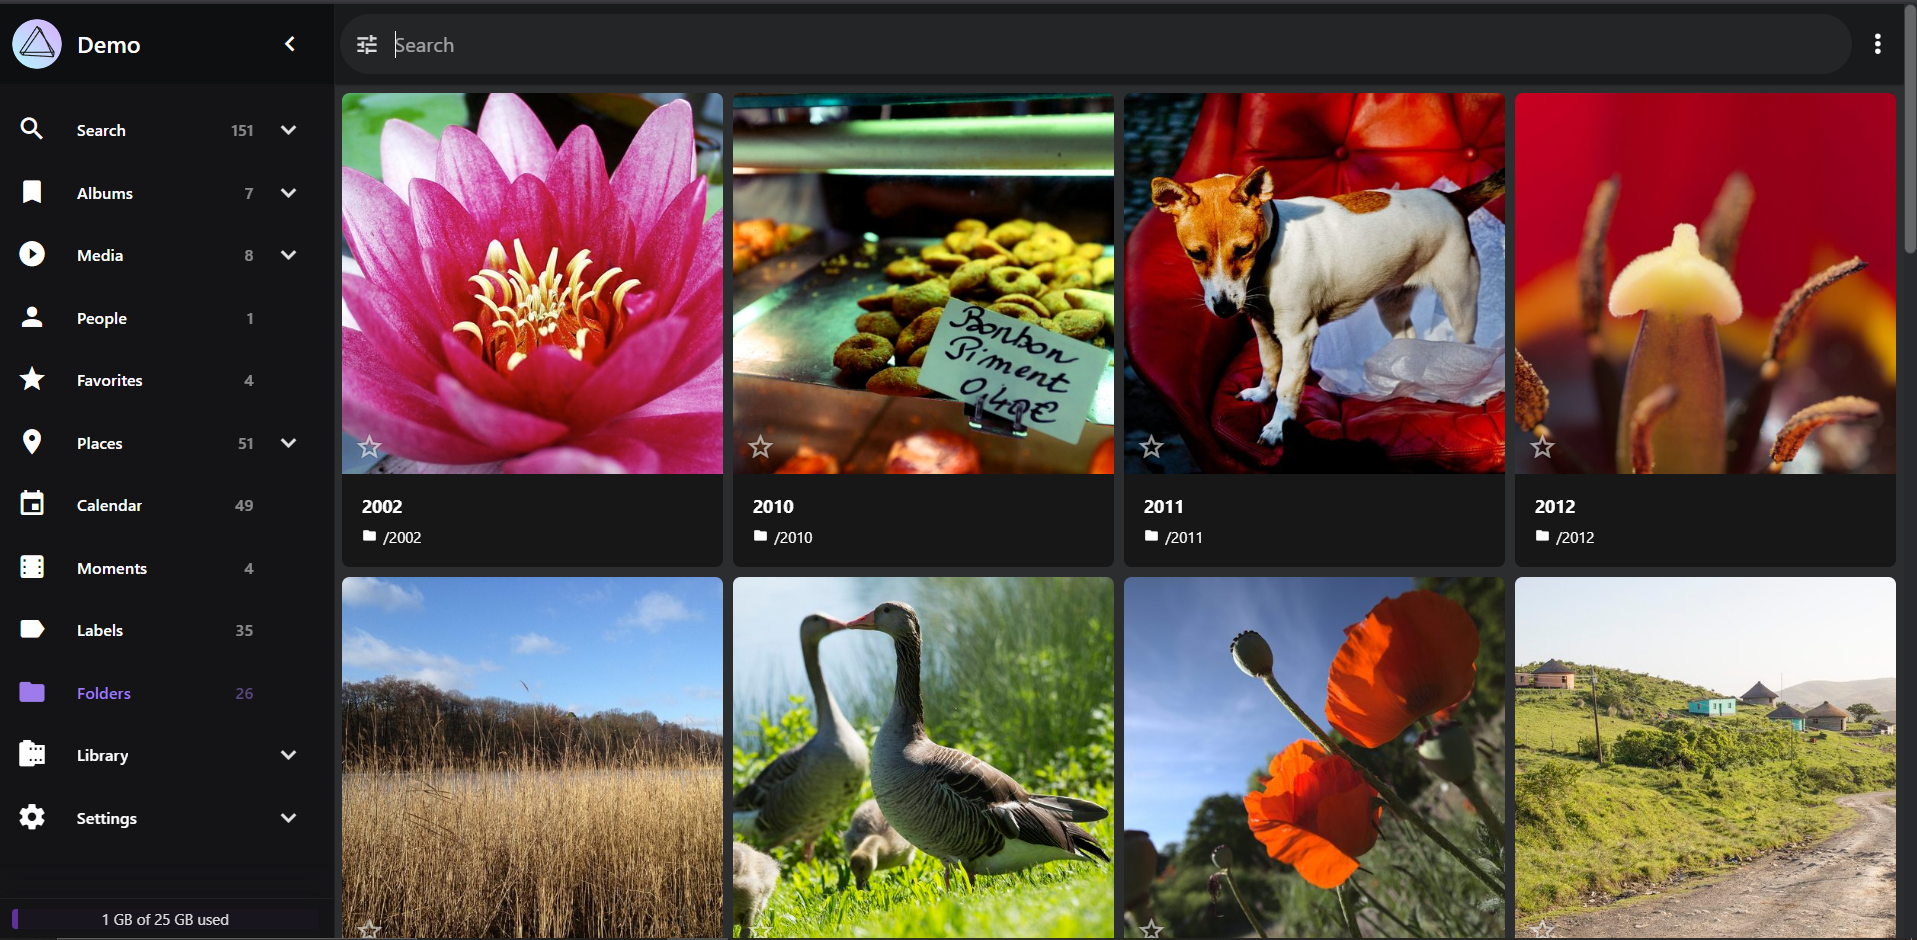 Demo
Search
Search 151
Albums 7
Media 8
People 1
Favorites 4
Places 51
Calendar 49
Moments 4
Labels 35
Folders 26
Library
Settings
1 GB of 25 GB used
Bonbon
Piment
0,40€
2002
/2002
2010
/2010
2011
/2011
2012
/2012